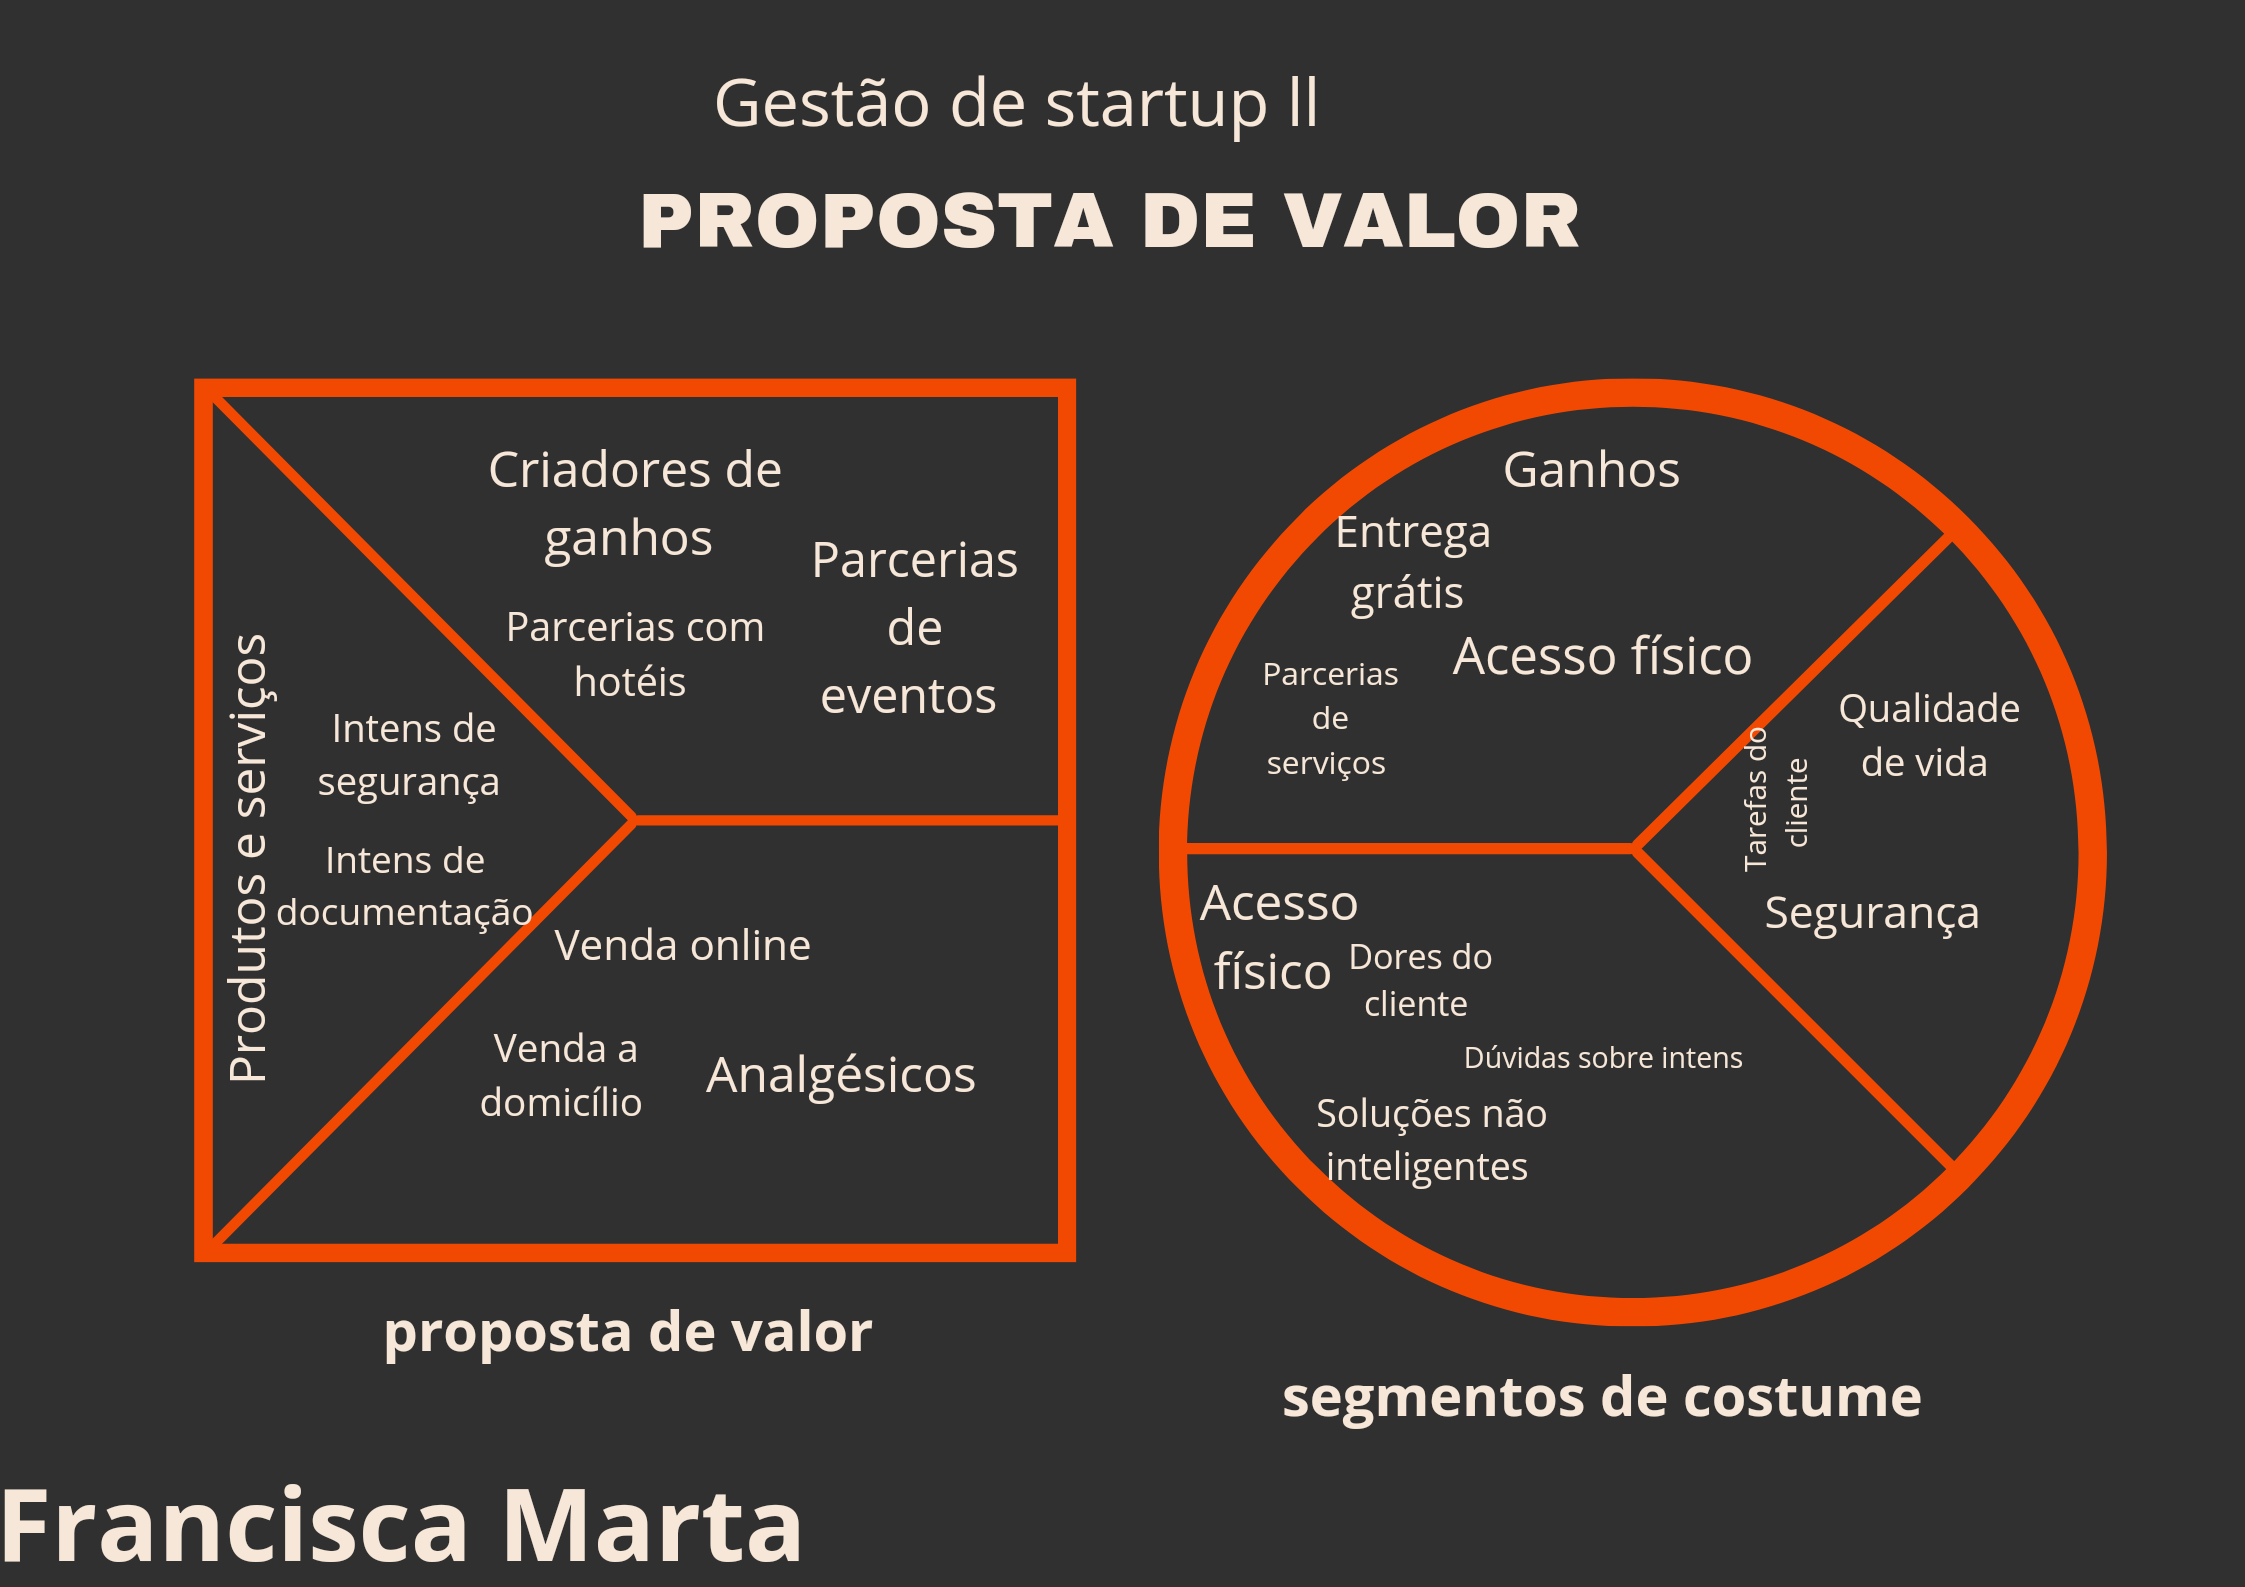 Gestão de startup ll
PROPOSTA DE VALOR
Criadores de
ganhos
Parcerias
de
eventos
Parcerias com
hotéis
Produtos e serviços
Intens de
segurança
Intens de
documentação
Venda online
Venda a
domicílio
Analgésicos
proposta de valor
Ganhos
Entrega
grátis
Acesso físico
Parcerias
de
serviços
Qualidade
de vida
Tarefas do
cliente
Segurança
Acesso
físico
Dores do
cliente
Dúvidas sobre intens
Soluções não
inteligentes
segmentos de costume
Francisca Marta